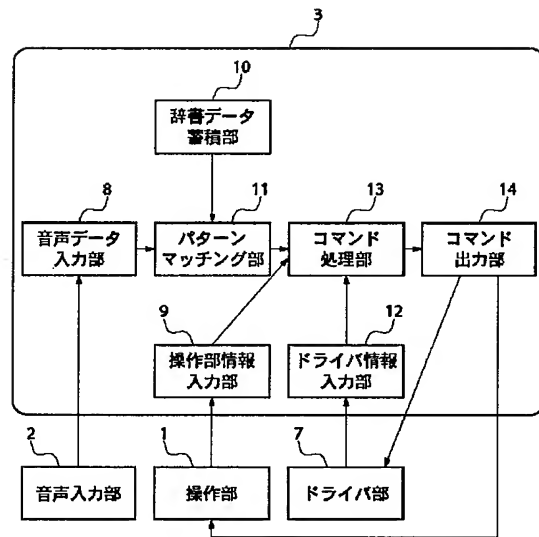 3
10
辞書データ
蓄積部
8
音声データ
入力部
11
パターン
マッチング部
13
コマンド
処理部
14
コマンド
出力部
9
操作部情報
入力部
12
ドライバ情報
入力部
2
音声入力部
1
操作部
7
ドライバ部